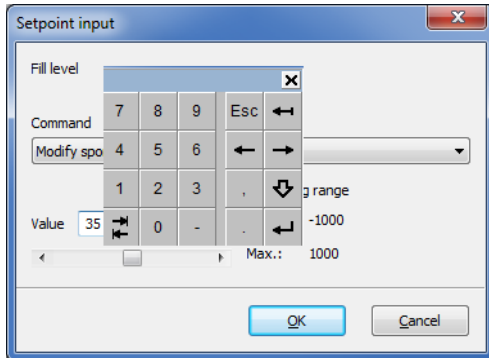 Setpoint input
Fill level
Command
Modify spo
7 8 9 Esc
4 5 6
1 2 3 ,
0 - .
g range
Value 35
-1000
Max.: 1000
OK Cancel